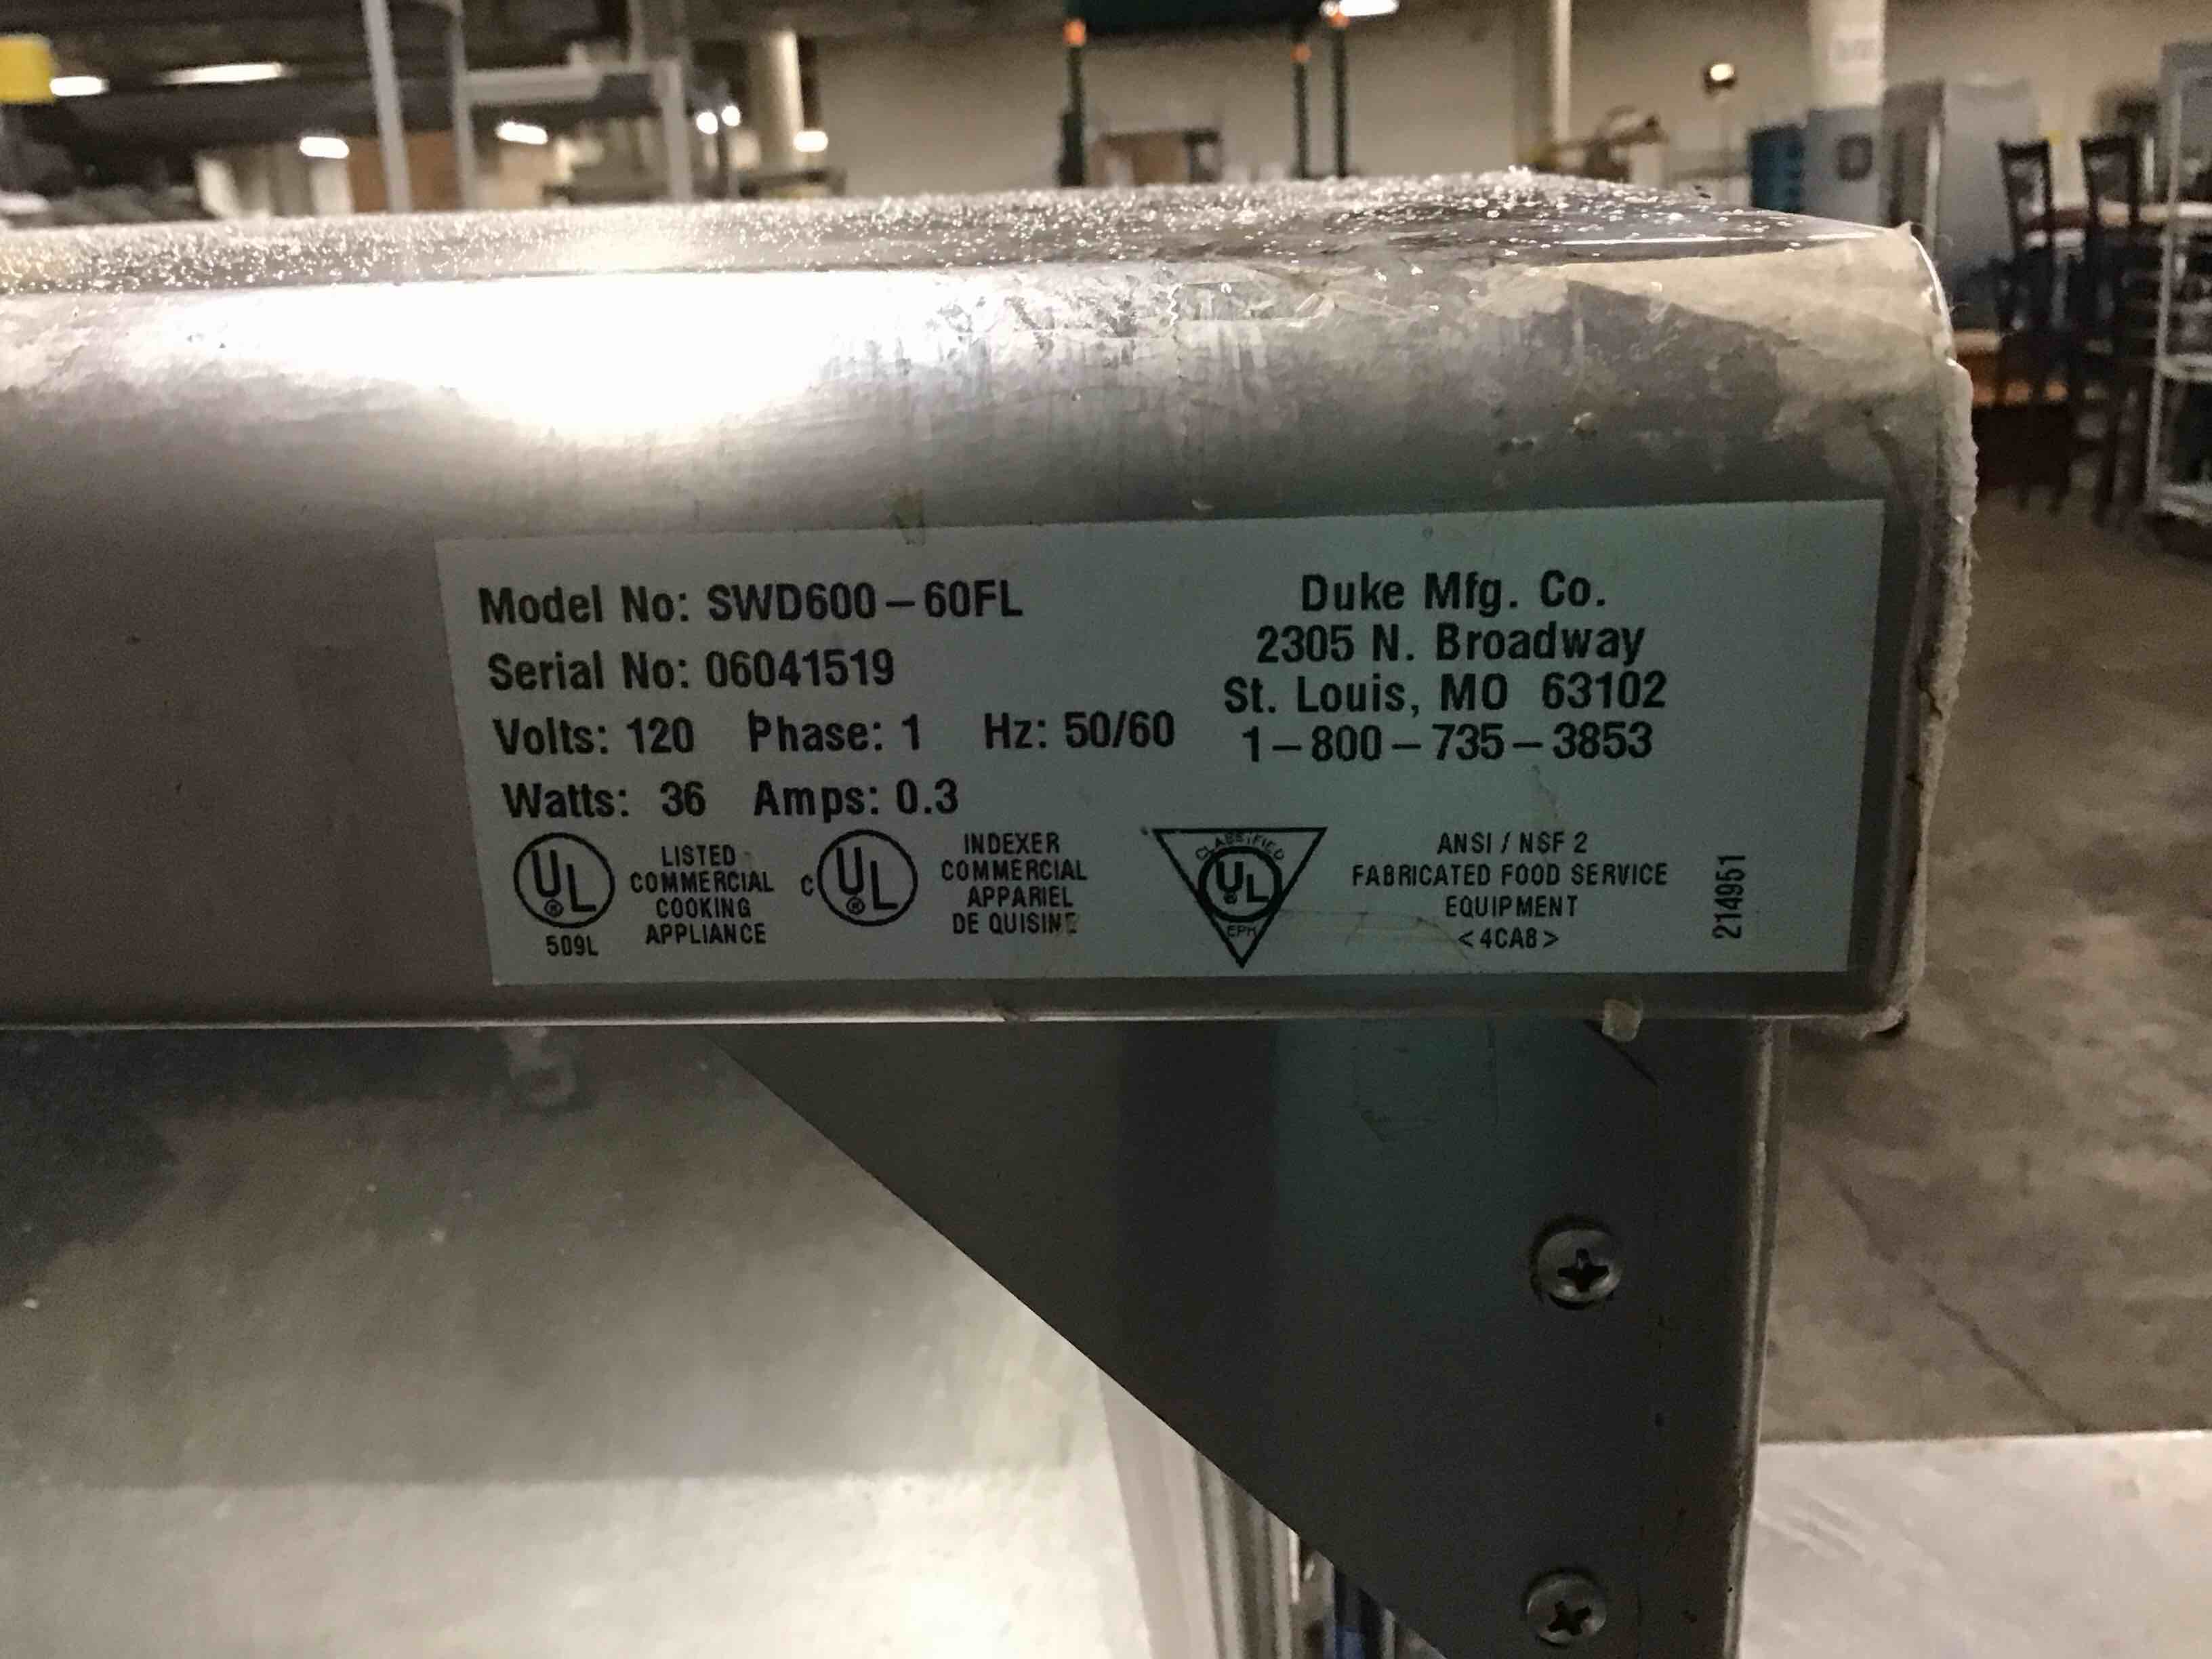 Model No: SWD600-60FL
Serial No: 06041519
Volts: 120 Phase: 1 Hz: 50/60
Watts: 36 Amps: 0.3
Duke Mfg. Co.
2305 N. Broadway
St. Louis, MO 63102
1-800-735-3853
UL
®
509L
LISTED
COMMERCIAL
COOKING
APPLIANCE
C UL
®
INDEXER
COMMERCIAL
APPARIEL
DE QUISINE
CLASSIFIED
UL
®
EPH
ANSI / NSF 2
FABRICATED FOOD SERVICE
EQUIPMENT
<4CA8>
214951